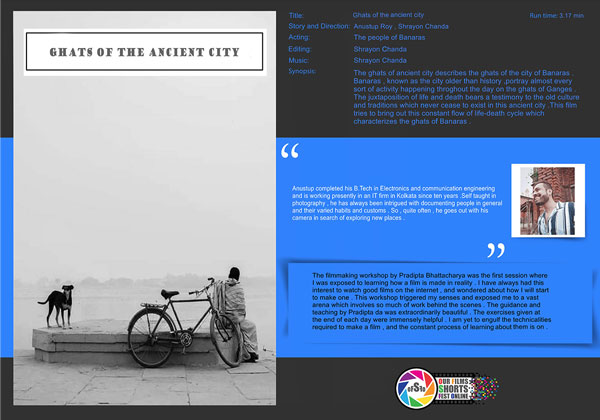 GHATS OF THE ANCIENT CITY
Title: Ghats of the ancient city Run time: 3.17 min
Story and Direction: Anustup Roy , Shrayon Chanda
Acting: The people of Banaras
Editing: Shrayon Chanda
Music: Shrayon Chanda
Synopsis: The ghats of ancient city describes the ghats of the city of Banaras .
Banaras , known as the city older than history ,portray almost every
sort of activity happening throghout the day on the ghats of Ganges .
The juxtaposition of life and death bears a testimony to the old culture
and traditions which never cease to exist in this ancient city .This film
tries to bring out this constant flow of life-death cycle which
characterizes the ghats of Banaras .
“
Anustup completed his B.Tech in Electronics and communication engineering
and is working presently in an IT firm in Kolkata since ten years .Self taught in
photography , he has always been intrigued with documenting people in general
and their varied habits and customs . So , quite often , he goes out with his
camera in search of exploring new places .
”
The filmmaking workshop by Pradipta Bhattacharya was the first session where
I was exposed to learning how a film is made in reality . I have always had this
interest to watch good films on the internet , and wondered about how I will start
to make one . This workshop triggered my senses and exposed me to a vast
arena which involves so much of work behind the scenes . The guidance and
teaching by Pradipta da was extraordinarily beautiful . The exercises given at
the end of each day were immensely helpful . I am yet to engulf the technicalities
required to make a film , and the constant process of learning about them is on .
OFSFO
OUR FILMS
SHORTS
FEST ONLINE